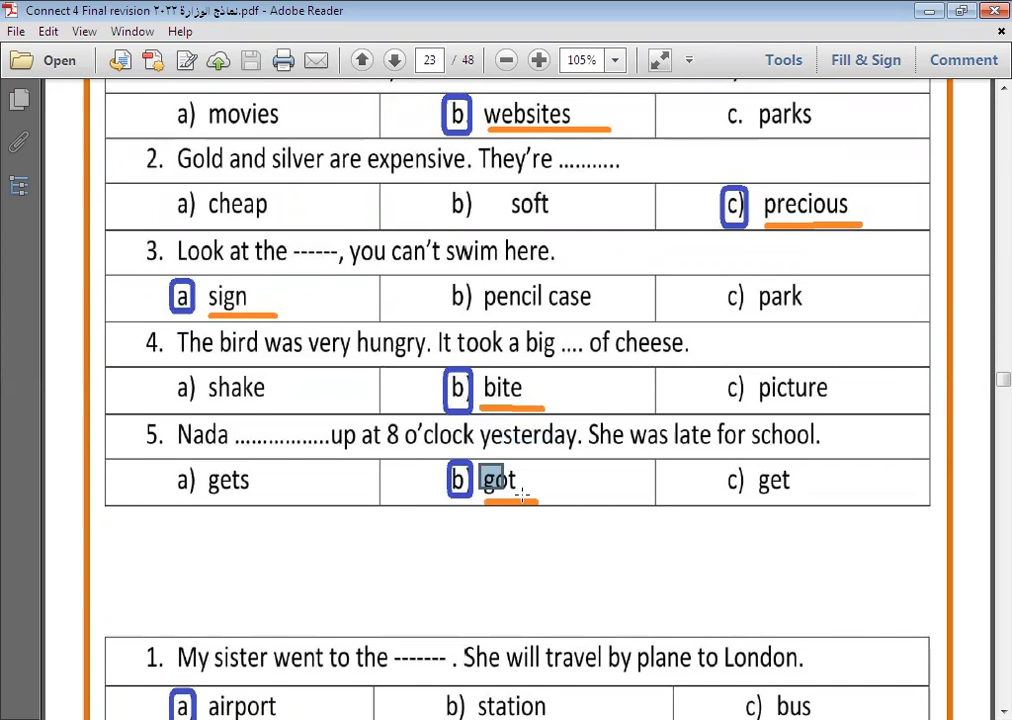 Connect 4 Final revision نماذج الوزارة ٢٠٢٢.pdf - Adobe Reader
File Edit View Window Help
Open 23 / 48 105% Tools Fill & Sign Comment
a) movies b websites c. parks
2. Gold and silver are expensive. They're ...........
a) cheap b) soft c) precious
3. Look at the ------, you can't swim here.
a sign b) pencil case c) park
4. The bird was very hungry. It took a big .... of cheese.
a) shake b) bite c) picture
5. Nada ................up at 8 o'clock yesterday. She was late for school.
a) gets b) got c) get
1. My sister went to the ------- . She will travel by plane to London.
a airport b) station c) bus